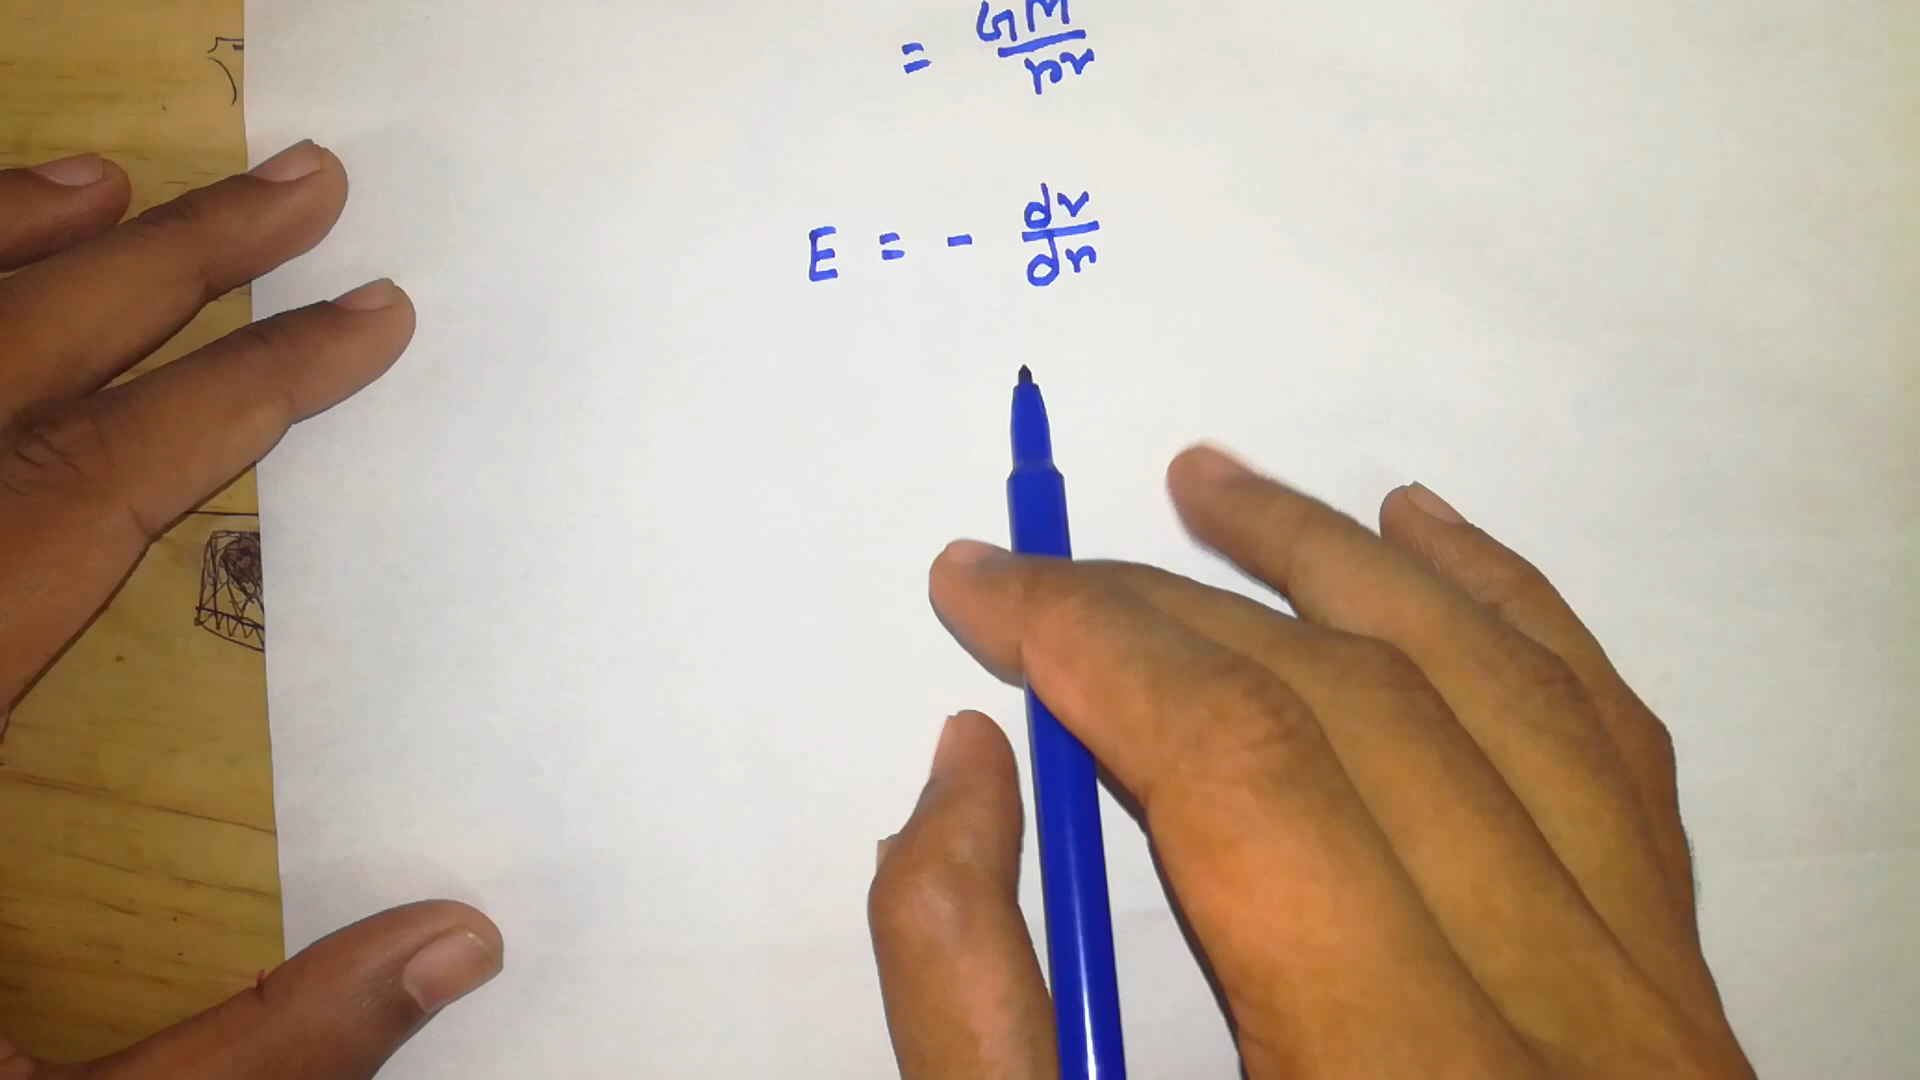 = GM/r²
E = - dv/dr